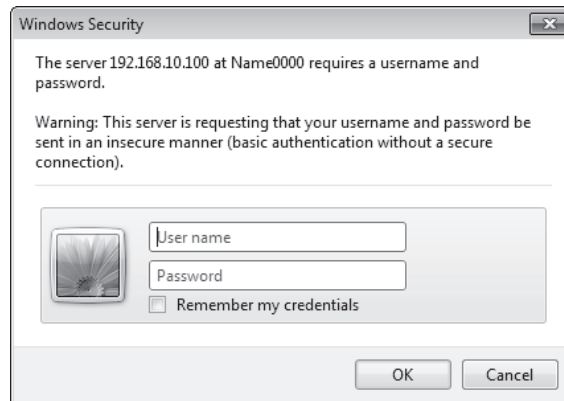 Windows Security
The server 192.168.10.100 at Name0000 requires a username and
password.
Warning: This server is requesting that your username and password be
sent in an insecure manner (basic authentication without a secure
connection).
User name
Password
Remember my credentials
OK
Cancel